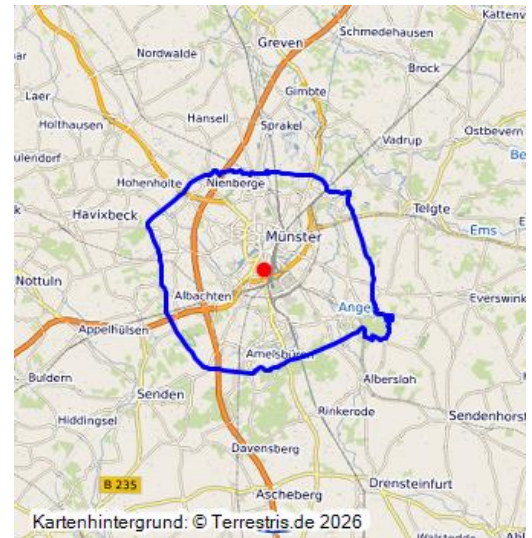 Kattenv
Schmedehausen
Greven
Nordwalde
Brock
Laer
Gimbte
Hansell
Holthausen
Sprakel
Ostbevern
Vadrup
ulendorf
Hohenholte
Nienberge
Telgte
Havixbeck
Münster
Ems
Nottuln
Everswink
Albachten
Ange
Appelhülsen
Amelsbüren
Buldern
Albersloh
Senden
Rinkerode
Hiddingsel
Sendenhorst
Davensberg
B 235
Drensteinfurt
Ascheberg
Kartenhintergrund: © Terrestris.de 2026